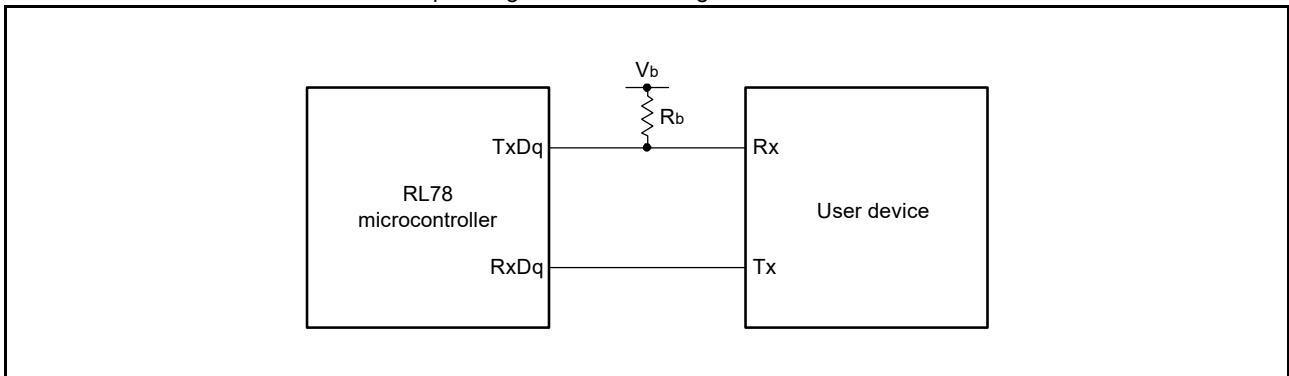 Vb
Rb
TxDq
Rx
RL78
microcontroller
User device
RxDq
Tx